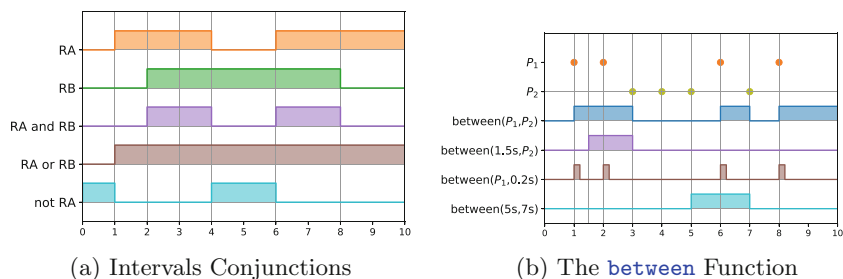 RA
RB
RA and RB
RA or RB
not RA
0 1 2 3 4 5 6 7 8 9 10
(a) Intervals Conjunctions
P₁
P₂
between(P₁,P₂)
between(1.5s,P₂)
between(P₁,0.2s)
between(5s,7s)
0 1 2 3 4 5 6 7 8 9 10
(b) The between Function